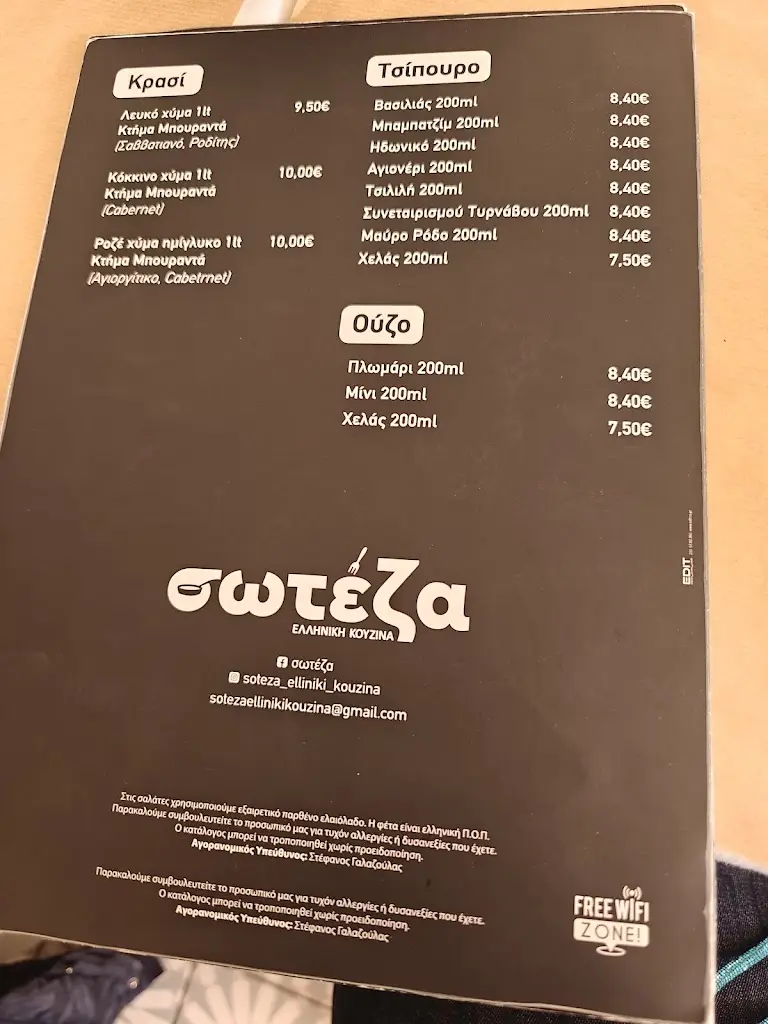 Κρασί
Λευκό χύμα 1lt 9,50€
Κτήμα Μπουραντά
(Σαββατιανό, Ροδίτης)
Κόκκινο χύμα 1lt 10,00€
Κτήμα Μπουραντά
(Cabernet)
Ροζέ χύμα ημίγλυκο 1lt 10,00€
Κτήμα Μπουραντά
(Αγιοργίτικο, Cabetrnet)
Τσίπουρο
Βασιλιάς 200ml 8,40€
Μπαμπατζίμ 200ml 8,40€
Ηδωνικό 200ml 8,40€
Αγιονέρι 200ml 8,40€
Τσιλιλή 200ml 8,40€
Συνεταιρισμού Τυρνάβου 200ml 8,40€
Μαύρο Ρόδο 200ml 8,40€
Χελάς 200ml 7,50€
Ούζο
Πλωμάρι 200ml 8,40€
Μίνι 200ml 8,40€
Χελάς 200ml 7,50€
σωτέζα
ΕΛΛΗΝΙΚΗ ΚΟΥΖΙΝΑ
σωτέζα
soteza_elliniki_kouzina
sotezaellinikikouzina@gmail.com
Στις σαλάτες χρησιμοποιούμε εξαιρετικό παρθένο ελαιόλαδο. Η φέτα είναι ελληνική Π.Ο.Π.
Παρακαλούμε συμβουλευτείτε το προσωπικό μας για τυχόν αλλεργίες ή δυσανεξίες που έχετε.
Ο κατάλογος μπορεί να τροποποιηθεί χωρίς προειδοποίηση.
Αγορανομικός Υπεύθυνος: Στέφανος Γαλαζούλας
Παρακαλούμε συμβουλευτείτε το προσωπικό μας για τυχόν αλλεργίες ή δυσανεξίες που έχετε.
Ο κατάλογος μπορεί να τροποποιηθεί χωρίς προειδοποίηση.
Αγορανομικός Υπεύθυνος: Στέφανος Γαλαζούλας
FREE WiFi
ZONE!
EDIT